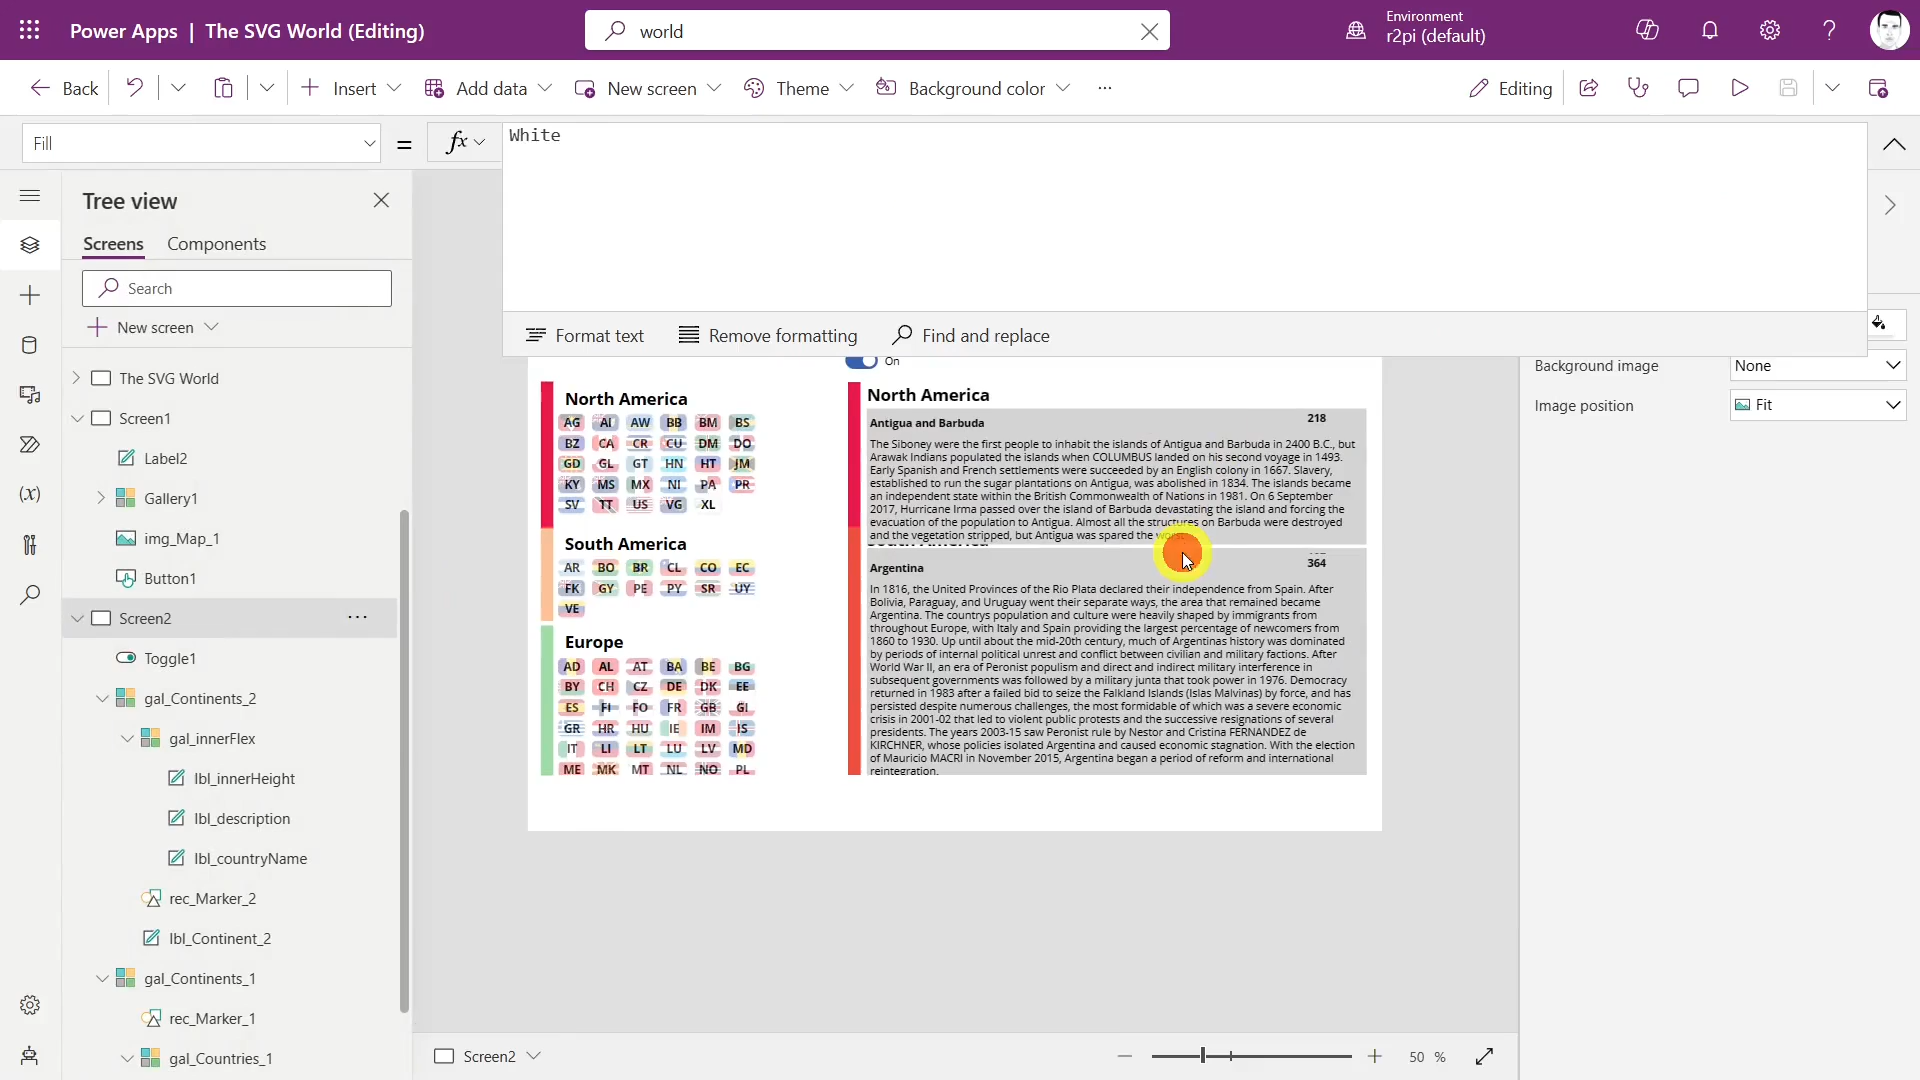 Power Apps | The SVG World (Editing)
world
Environment
r2pi (default)
Back
Insert
Add data
New screen
Theme
Background color
...
Editing
Fill
=
fx
White
Tree view
Screens
Components
Search
New screen
Format text
Remove formatting
Find and replace
The SVG World
Screen1
Label2
Gallery1
img_Map_1
Button1
Screen2
...
Toggle1
gal_Continents_2
gal_innerFlex
lbl_innerHeight
lbl_description
lbl_countryName
rec_Marker_2
lbl_Continent_2
gal_Continents_1
rec_Marker_1
gal_Countries_1
On
North America
AG AI AW BB BM BS
BZ CA CR CU DM DO
GD GL GT HN HT JM
KY MS MX NI PA PR
SV TT US VG XL
South America
AR BO BR CL CO EC
FK GY PE PY SR UY
VE
Europe
AD AL AT BA BE BG
BY CH CZ DE DK EE
ES FI FO FR GB GI
GR HR HU IE IM IS
IT LI LT LU LV MD
ME MK MT NL NO PL
North America
Antigua and Barbuda 218
The Siboney were the first people to inhabit the islands of Antigua and Barbuda in 2400 B.C., but
Arawak Indians populated the islands when COLUMBUS landed on his second voyage in 1493.
Early Spanish and French settlements were succeeded by an English colony in 1667. Slavery,
established to run the sugar plantations on Antigua, was abolished in 1834. The islands became
an independent state within the British Commonwealth of Nations in 1981. On 6 September
2017, Hurricane Irma passed over the island of Barbuda devastating the island and forcing the
evacuation of the population to Antigua. Almost all the structures on Barbuda were destroyed
and the vegetation stripped, but Antigua was spared the worst.
Argentina 364
In 1816, the United Provinces of the Rio Plata declared their independence from Spain. After
Bolivia, Paraguay, and Uruguay went their separate ways, the area that remained became
Argentina. The countrys population and culture were heavily shaped by immigrants from
throughout Europe, with Italy and Spain providing the largest percentage of newcomers from
1860 to 1930. Up until about the mid-20th century, much of Argentinas history was dominated
by periods of internal political unrest and conflict between civilian and military factions. After
World War II, an era of Peronist populism and direct and indirect military interference in
subsequent governments was followed by a military junta that took power in 1976. Democracy
returned in 1983 after a failed bid to seize the Falkland Islands (Islas Malvinas) by force, and has
persisted despite numerous challenges, the most formidable of which was a severe economic
crisis in 2001-02 that led to violent public protests and the successive resignations of several
presidents. The years 2003-15 saw Peronist rule by Nestor and Cristina FERNANDEZ de
KIRCHNER, whose policies isolated Argentina and caused economic stagnation. With the election
of Mauricio MACRI in November 2015, Argentina began a period of reform and international
reintegration.
Background image
None
Image position
Fit
Screen2
50 %